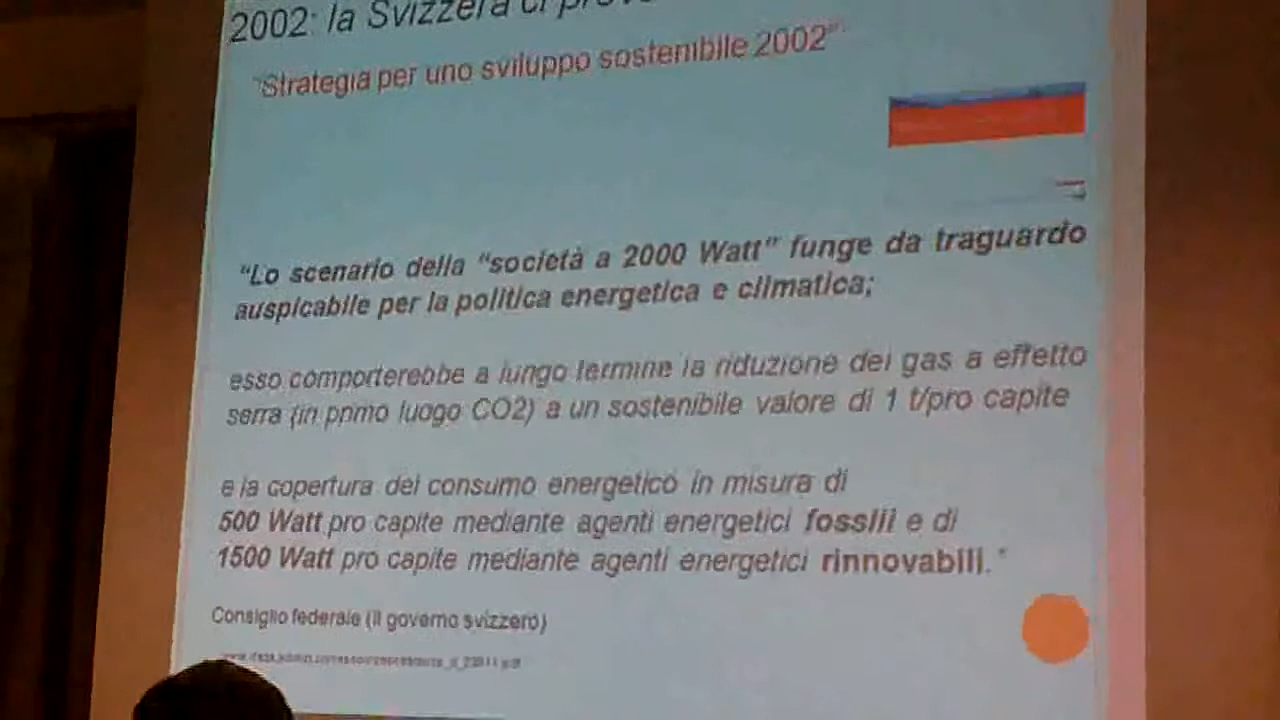 2002: la Svizzera ci
"Strategia per uno sviluppo sostenibile 2002"
"Lo scenario della "società a 2000 Watt" funge da traguardo
auspicabile per la politica energetica e climatica;
esso comporterebbe a lungo termine la riduzione dei gas a effetto
serra (in primo luogo CO2) a un sostenibile valore di 1 t/pro capite
e la copertura del consumo energetico in misura di
500 Watt pro capite mediante agenti energetici fossili e di
1500 Watt pro capite mediante agenti energetici rinnovabili."
Consiglio federale (il governo svizzero)